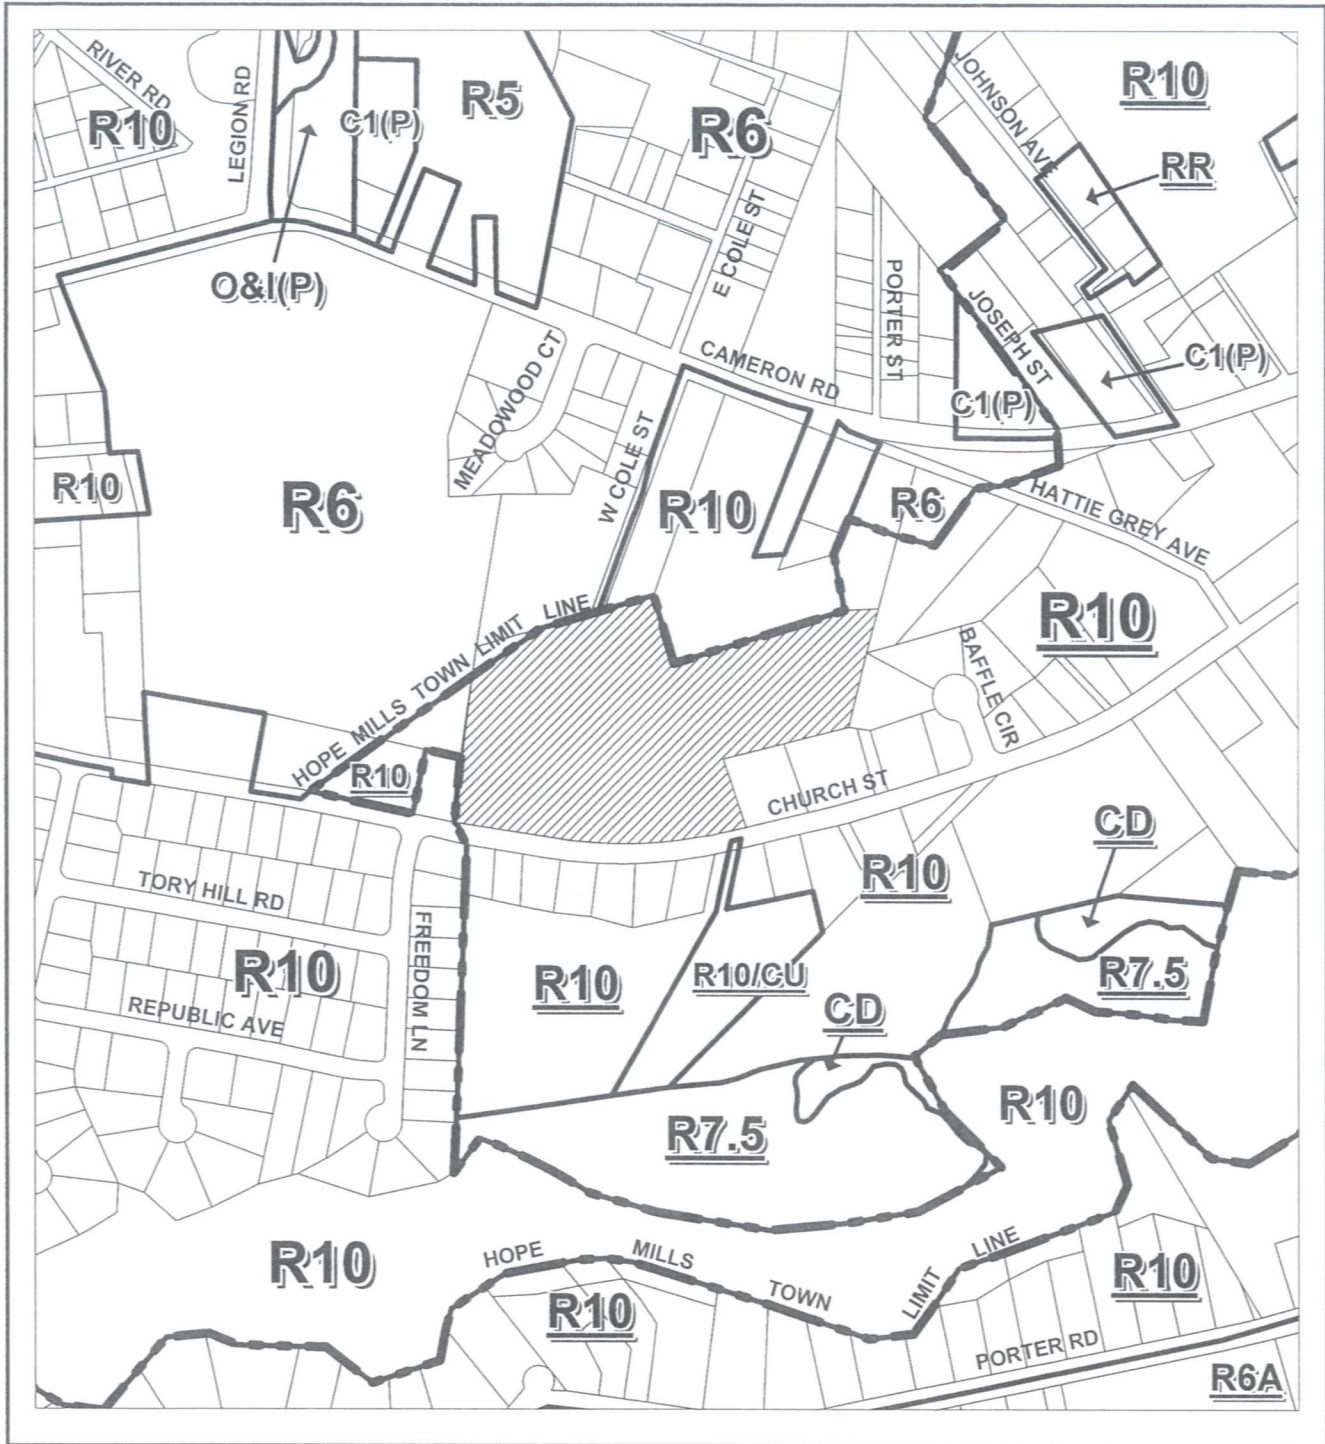 RIVER RD
LEGION RD
R10
C1(P)
R5
R6
JOHNSON AVE
R10
RR
E COLE ST
PORTER ST
JOSEPH ST
O&I(P)
MEADOWOOD CT
CAMERON RD
C1(P)
C1(P)
W COLE ST
R10
R6
R10
R6
HATTIE GREY AVE
R10
HOPE MILLS TOWN LIMIT LINE
BAFFLE CIR
R10
CHURCH ST
CD
R10
TORY HILL RD
FREEDOM LN
R10
R10
R10/CU
R7.5
REPUBLIC AVE
CD
R10
R7.5
R10
HOPE MILLS TOWN LIMIT LINE
R10
R10
PORTER RD
R6A